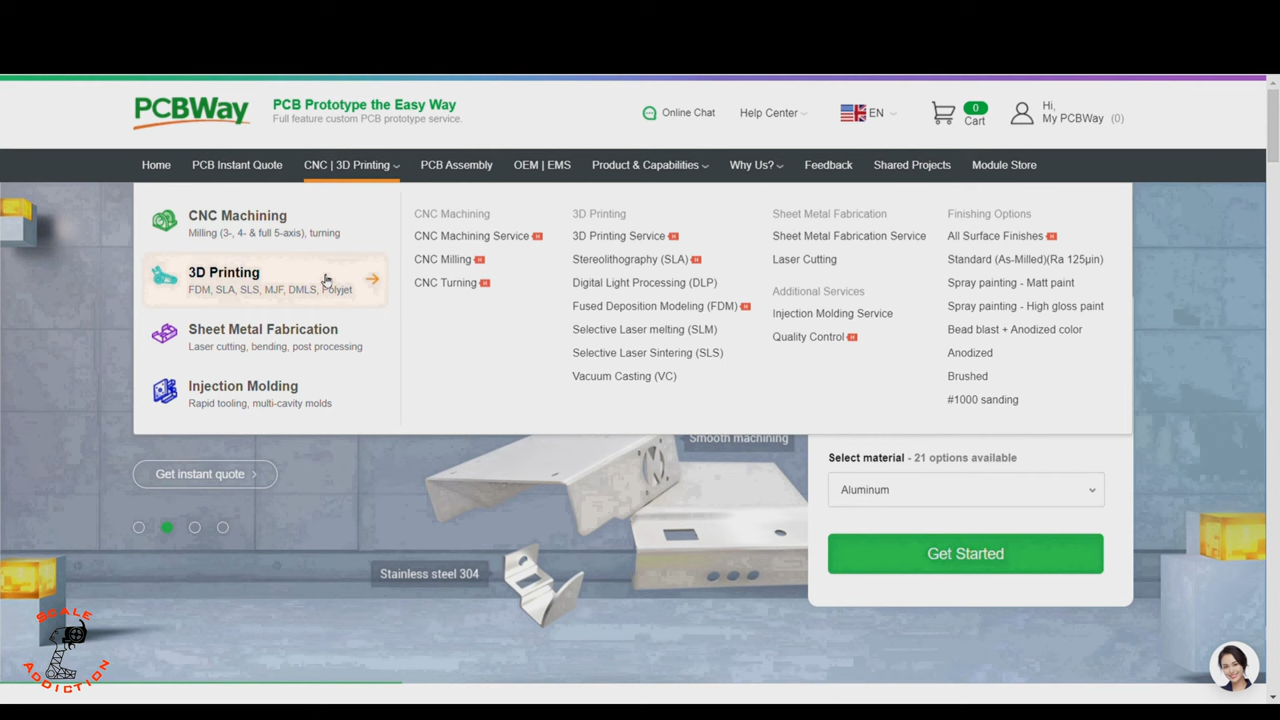 PCBWay
PCB Prototype the Easy Way
Full feature custom PCB prototype service.
Online Chat
Help Center
EN
0
Cart
Hi,
My PCBWay (0)
Home
PCB Instant Quote
CNC | 3D Printing
PCB Assembly
OEM | EMS
Product & Capabilities
Why Us?
Feedback
Shared Projects
Module Store
CNC Machining
Milling (3-, 4- & full 5-axis), turning
3D Printing
FDM, SLA, SLS, MJF, DMLS, Polyjet
Sheet Metal Fabrication
Laser cutting, bending, post processing
Injection Molding
Rapid tooling, multi-cavity molds
CNC Machining
CNC Machining Service H
CNC Milling H
CNC Turning H
3D Printing
3D Printing Service H
Stereolithography (SLA) H
Digital Light Processing (DLP)
Fused Deposition Modeling (FDM) H
Selective Laser melting (SLM)
Selective Laser Sintering (SLS)
Vacuum Casting (VC)
Sheet Metal Fabrication
Sheet Metal Fabrication Service
Laser Cutting
Additional Services
Injection Molding Service
Quality Control H
Finishing Options
All Surface Finishes H
Standard (As-Milled)(Ra 125μin)
Spray painting - Matt paint
Spray painting - High gloss paint
Bead blast + Anodized color
Anodized
Brushed
#1000 sanding
Smooth machining
Get instant quote
Stainless steel 304
Select material - 21 options available
Aluminum
Get Started
SCALE
ADDICTION